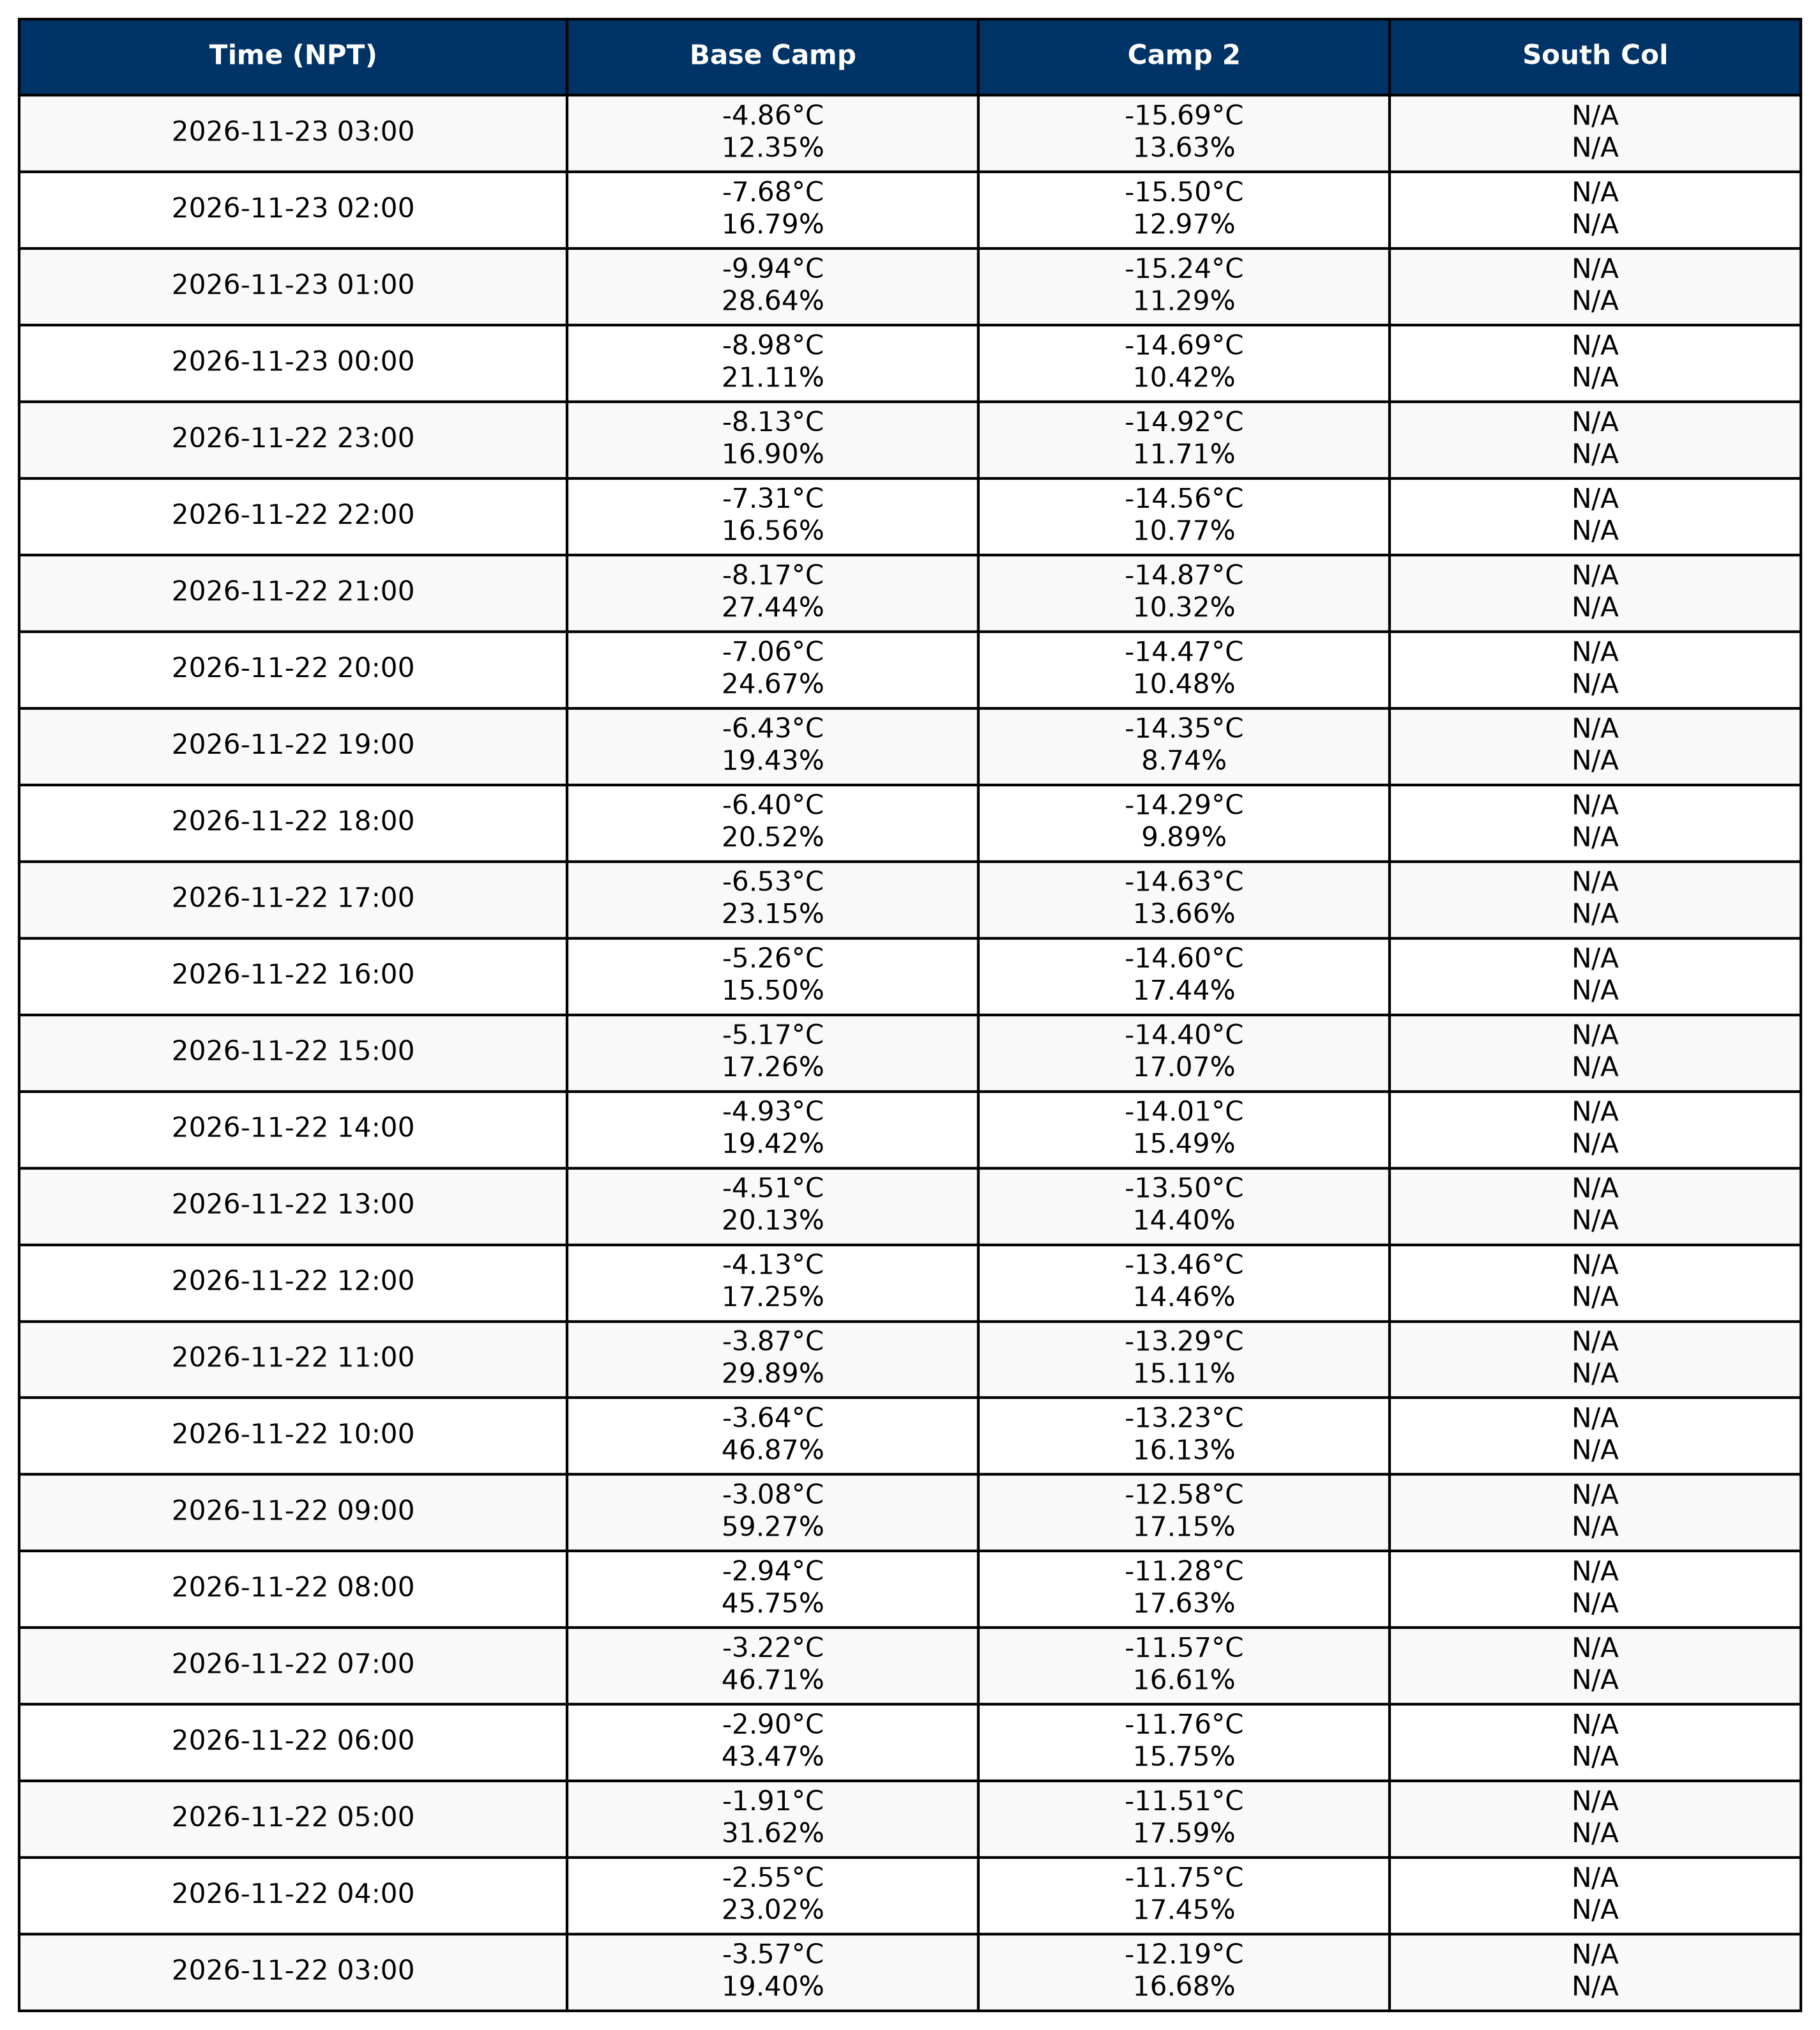 Time (NPT) Base Camp Camp 2 South Col
2026-11-23 03:00 -4.86°C 12.35% -15.69°C 13.63% N/A N/A
2026-11-23 02:00 -7.68°C 16.79% -15.50°C 12.97% N/A N/A
2026-11-23 01:00 -9.94°C 28.64% -15.24°C 11.29% N/A N/A
2026-11-23 00:00 -8.98°C 21.11% -14.69°C 10.42% N/A N/A
2026-11-22 23:00 -8.13°C 16.90% -14.92°C 11.71% N/A N/A
2026-11-22 22:00 -7.31°C 16.56% -14.56°C 10.77% N/A N/A
2026-11-22 21:00 -8.17°C 27.44% -14.87°C 10.32% N/A N/A
2026-11-22 20:00 -7.06°C 24.67% -14.47°C 10.48% N/A N/A
2026-11-22 19:00 -6.43°C 19.43% -14.35°C 8.74% N/A N/A
2026-11-22 18:00 -6.40°C 20.52% -14.29°C 9.89% N/A N/A
2026-11-22 17:00 -6.53°C 23.15% -14.63°C 13.66% N/A N/A
2026-11-22 16:00 -5.26°C 15.50% -14.60°C 17.44% N/A N/A
2026-11-22 15:00 -5.17°C 17.26% -14.40°C 17.07% N/A N/A
2026-11-22 14:00 -4.93°C 19.42% -14.01°C 15.49% N/A N/A
2026-11-22 13:00 -4.51°C 20.13% -13.50°C 14.40% N/A N/A
2026-11-22 12:00 -4.13°C 17.25% -13.46°C 14.46% N/A N/A
2026-11-22 11:00 -3.87°C 29.89% -13.29°C 15.11% N/A N/A
2026-11-22 10:00 -3.64°C 46.87% -13.23°C 16.13% N/A N/A
2026-11-22 09:00 -3.08°C 59.27% -12.58°C 17.15% N/A N/A
2026-11-22 08:00 -2.94°C 45.75% -11.28°C 17.63% N/A N/A
2026-11-22 07:00 -3.22°C 46.71% -11.57°C 16.61% N/A N/A
2026-11-22 06:00 -2.90°C 43.47% -11.76°C 15.75% N/A N/A
2026-11-22 05:00 -1.91°C 31.62% -11.51°C 17.59% N/A N/A
2026-11-22 04:00 -2.55°C 23.02% -11.75°C 17.45% N/A N/A
2026-11-22 03:00 -3.57°C 19.40% -12.19°C 16.68% N/A N/A